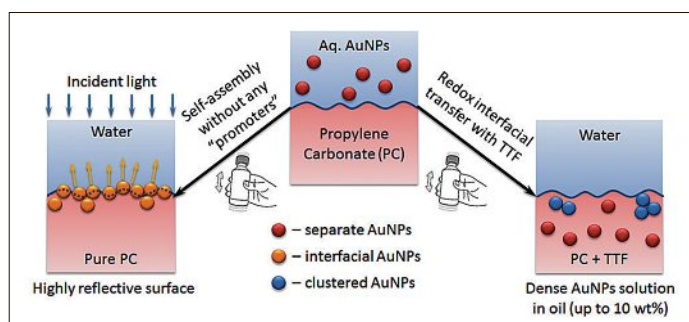 Incident light
Water
Pure PC
Highly reflective surface
Self-assembly
without any
"promoters"
Aq. AuNPs
Propylene
Carbonate (PC)
– separate AuNPs
– interfacial AuNPs
– clustered AuNPs
Redox interfacial
transfer with TTF
Water
PC + TTF
Dense AuNPs solution
in oil (up to 10 wt%)